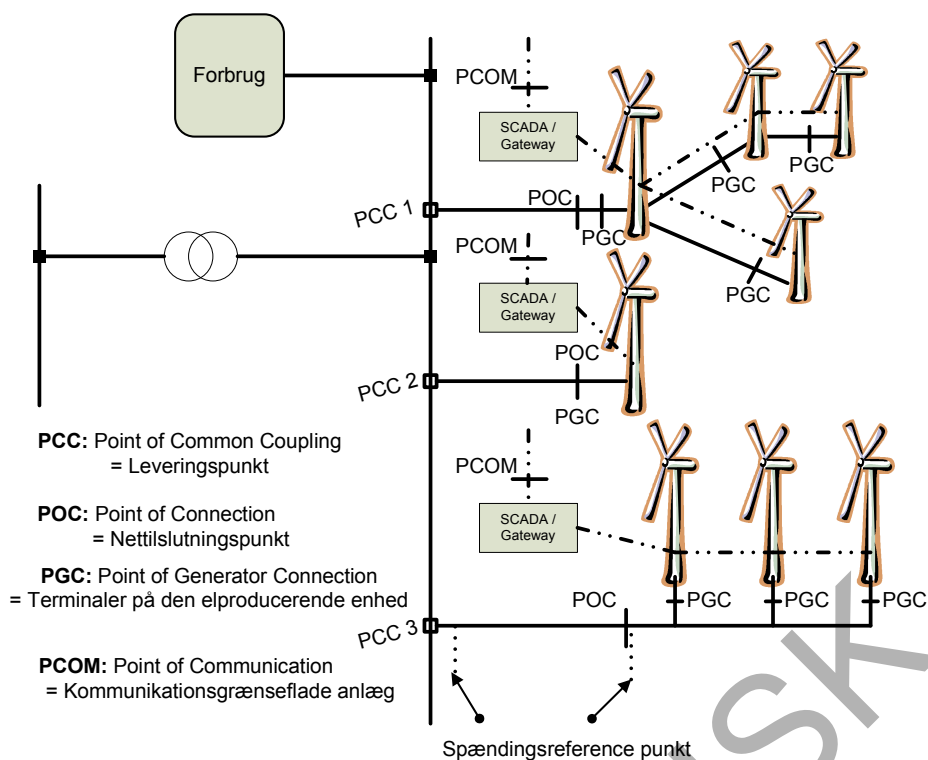 Forbrug
PCOM
SCADA /
Gateway
PGC
PGC
POC
PGC
PCC 1
PGC
PCOM
SCADA /
Gateway
POC
PCC 2
PGC
PCC: Point of Common Coupling
= Leveringspunkt
PCOM
SCADA /
Gateway
POC: Point of Connection
= Nettilslutningspunkt
PGC: Point of Generator Connection
= Terminaler på den elproducerende enhed
POC
PGC
PGC
PGC
PCC 3
PCOM: Point of Communication
= Kommunikationsgrænseflade anlæg
Spændingsreference punkt
SK